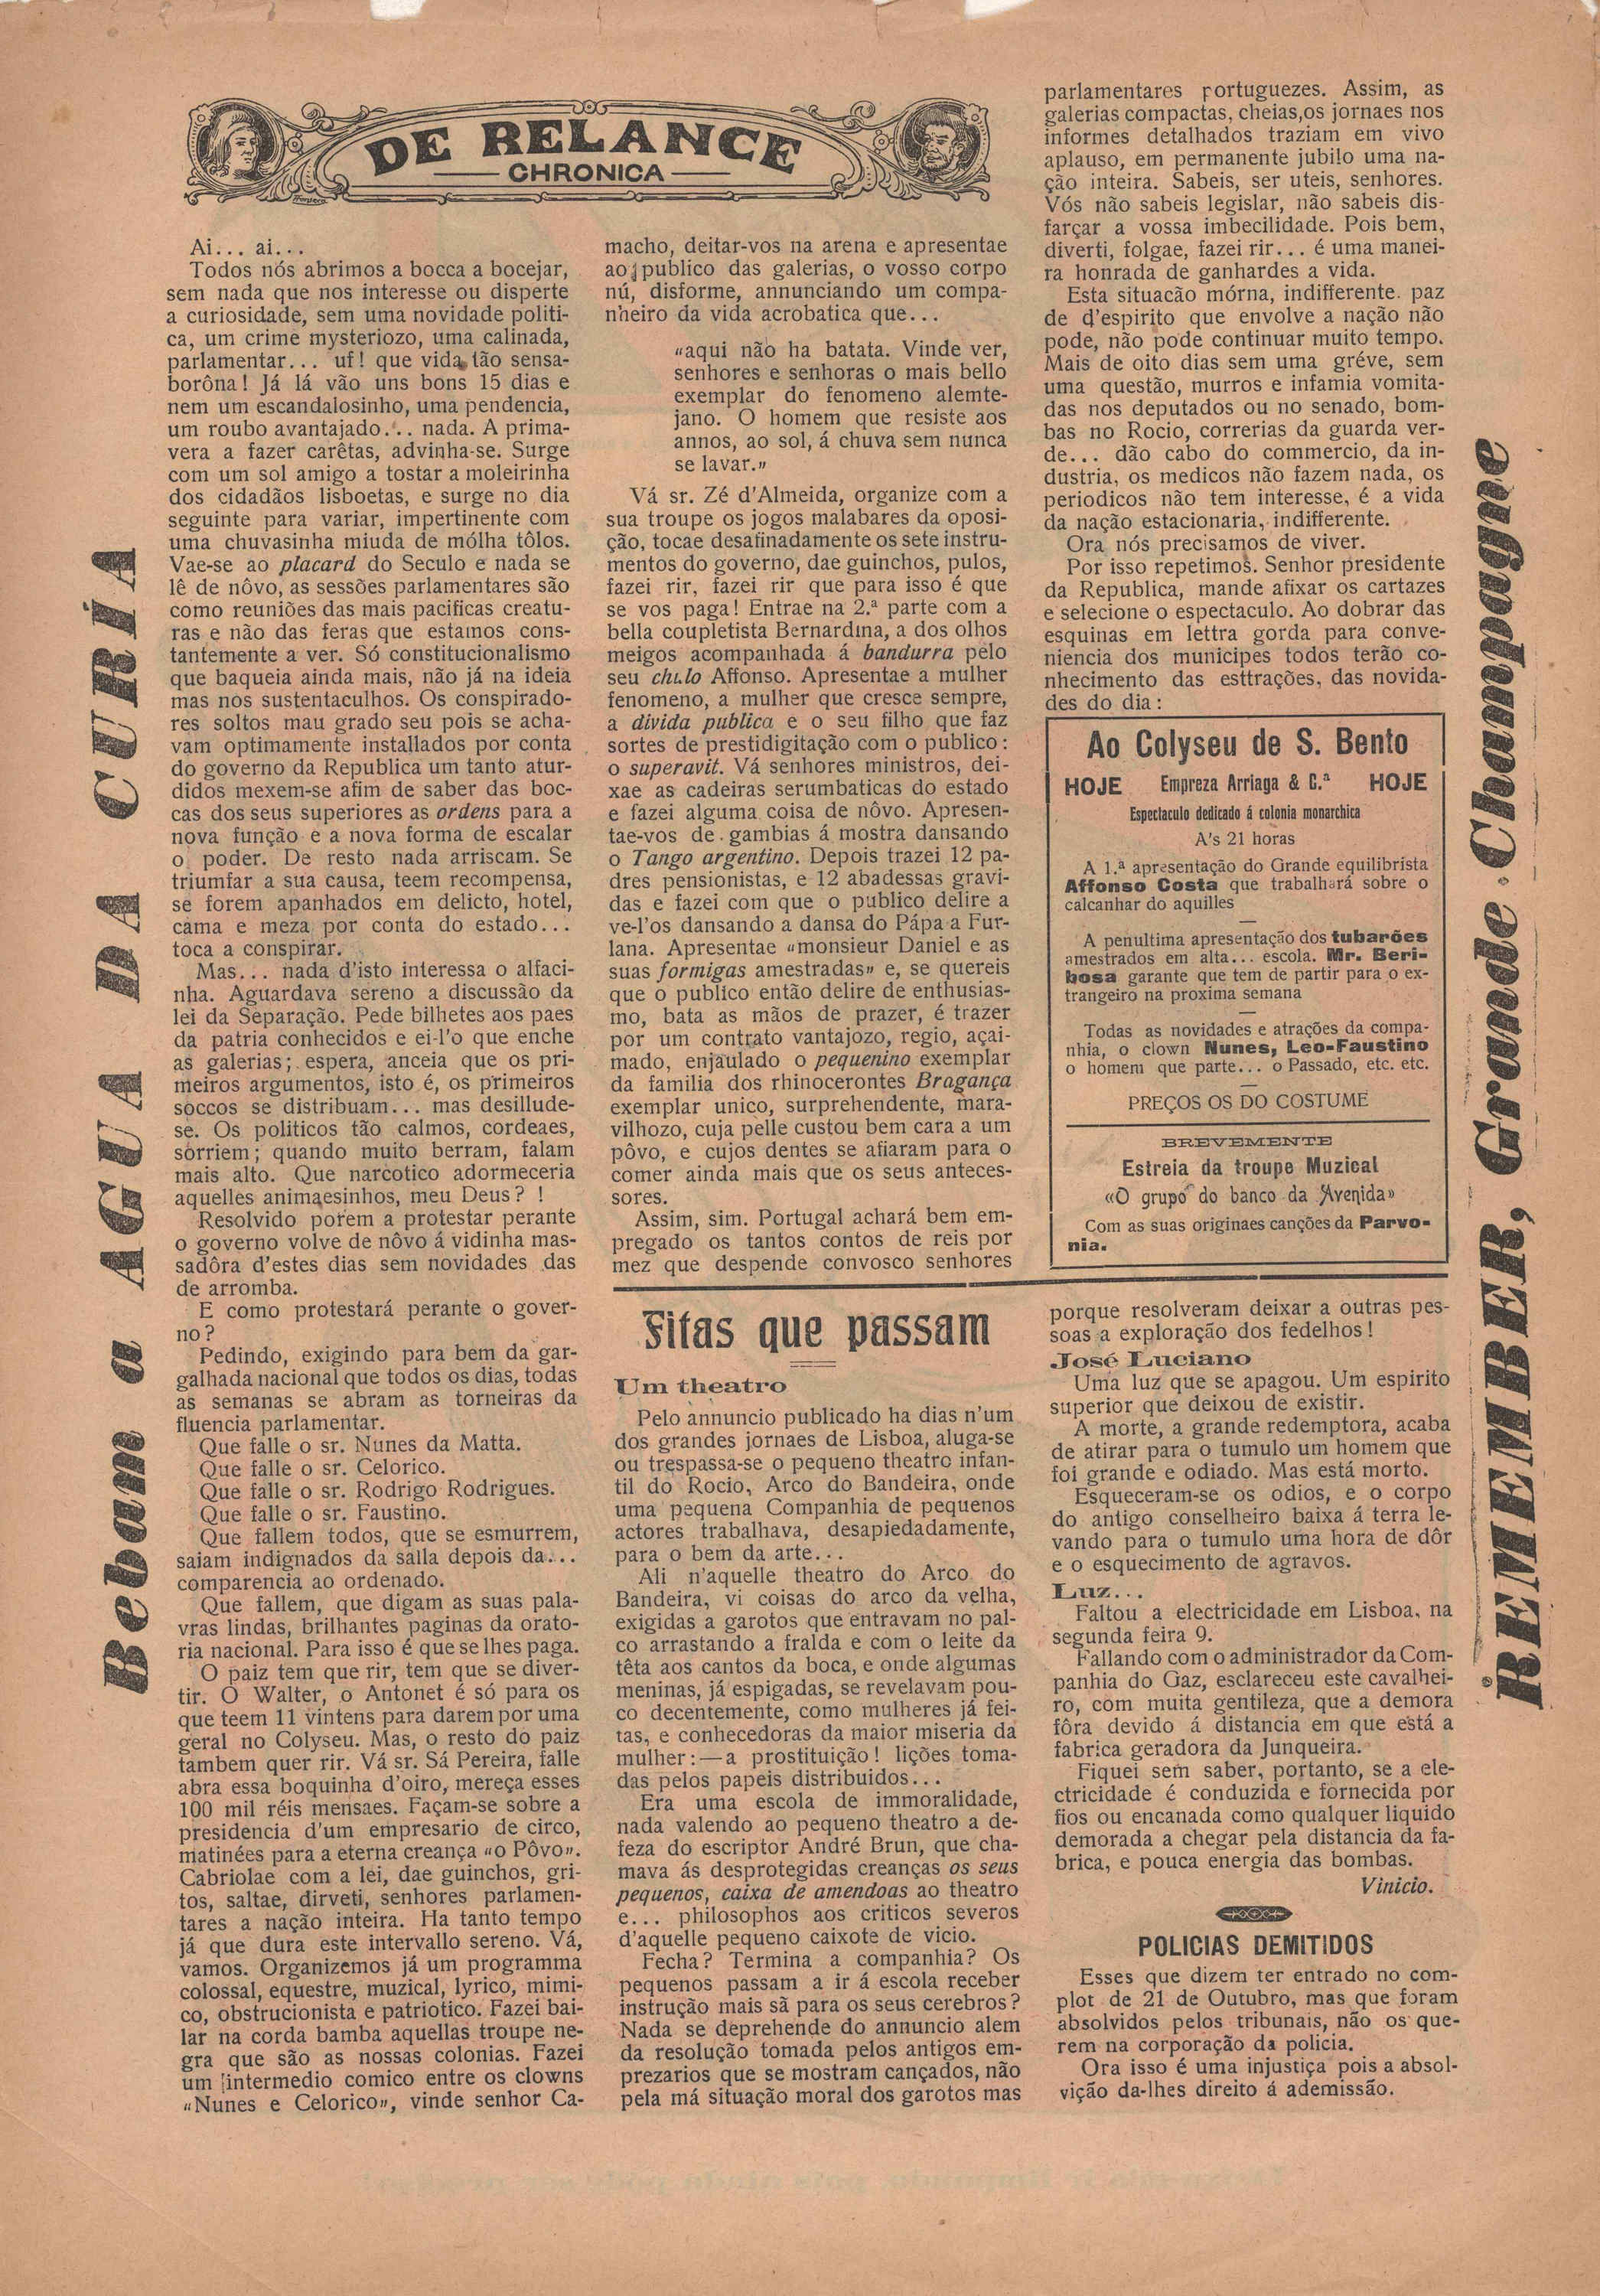 DE RELANCE
CHRONICA
Ai... ai...
Todos nós abrimos a bocca a bocejar,
sem nada que nos interesse ou disperte
a curiosidade, sem uma novidade politi-
ca, um crime mysteriozo, uma calinada,
parlamentar... uf! que vida tão sensa-
borôna! Já lá vão uns bons 15 dias e
nem um escandalosinho, uma pendencia,
um roubo avantajado... nada. A prima-
vera a fazer carêtas, advinha-se. Surge
com um sol amigo a tostar a moleirinha
dos cidadãos lisboetas, e surge no dia
seguinte para variar, impertinente com
uma chuvasinha miuda de mólha tôlos.
Vae-se ao placard do Seculo e nada se
lê de nôvo, as sessões parlamentares são
como reuniões das mais pacificas creatu-
ras e não das feras que estamos cons-
tantemente a ver. Só constitucionalismo
que baqueia ainda mais, não já na ideia
mas nos sustentaculhos. Os conspirado-
res soltos mau grado seu pois se acha-
vam optimamente installados por conta
do governo da Republica um tanto atur-
didos mexem-se afim de saber das boc-
cas dos seus superiores as ordens para a
nova função e a nova forma de escalar
o poder. De resto nada arriscam. Se
triumfar a sua causa, teem recompensa,
se forem apanhados em delicto, hotel,
cama e meza por conta do estado...
toca a conspirar.
Mas... nada d'isto interessa o alfaci-
nha. Aguardava sereno a discussão da
lei da Separação. Pede bilhetes aos paes
da patria conhecidos e ei-l'o que enche
as galerias; espera, anceia que os pri-
meiros argumentos, isto é, os primeiros
soccos se distribuam... mas desillude-
se. Os politicos tão calmos, cordeaes,
sorriem; quando muito berram, falam
mais alto. Que narcotico adormeceria
aquelles animaesinhos, meu Deus? !
Resolvido porem a protestar perante
o governo volve de nôvo á vidinha mas-
sadôra d'estes dias sem novidades das
de arromba.
E como protestará perante o gover-
no?
Pedindo, exigindo para bem da gar-
galhada nacional que todos os dias, todas
as semanas se abram as torneiras da
fluencia parlamentar.
Que falle o sr. Nunes da Matta.
Que falle o sr. Celorico.
Que falle o sr. Rodrigo Rodrigues.
Que falle o sr. Faustino.
Que fallem todos, que se esmurrem,
saiam indignados da salla depois da...
comparencia ao ordenado.
Que fallem, que digam as suas pala-
vras lindas, brilhantes paginas da orato-
ria nacional. Para isso é que se lhes paga.
O paiz tem que rir, tem que se diver-
tir. O Walter, o Antonet é só para os
que teem 11 vintens para darem por uma
geral no Colyseu. Mas, o resto do paiz
tambem quer rir. Vá sr. Sá Pereira, falle
abra essa boquinha d'oiro, mereça esses
100 mil réis mensaes. Façam-se sobre a
presidencia d'um empresario de circo,
matinées para a eterna creança «o Pôvo».
Cabriolae com a lei, dae guinchos, gri-
tos, saltae, dirveti, senhores parlamen-
tares a nação inteira. Ha tanto tempo
já que dura este intervallo sereno. Vá,
vamos. Organizemos já um programma
colossal, equestre, muzical, lyrico, mimi-
co, obstrucionista e patriotico. Fazei bai-
lar na corda bamba aquellas troupe ne-
gra que são as nossas colonias. Fazei
um intermedio comico entre os clowns
«Nunes e Celorico», vinde senhor Ca-
macho, deitar-vos na arena e apresentae
ao publico das galerias, o vosso corpo
nú, disforme, annunciando um compa-
nheiro da vida acrobatica que...
«aqui não ha batata. Vinde ver,
senhores e senhoras o mais bello
exemplar do fenomeno alemte-
jano. O homem que resiste aos
annos, ao sol, á chuva sem nunca
se lavar.»
Vá sr. Zé d'Almeida, organize com a
sua troupe os jogos malabares da oposi-
ção, tocae desafinadamente os sete instru-
mentos do governo, dae guinchos, pulos,
fazei rir, fazei rir que para isso é que
se vos paga! Entrae na 2.ª parte com a
bella coupletista Bernardina, a dos olhos
meigos acompanhada á bandurra pelo
seu chulo Affonso. Apresentae a mulher
fenomeno, a mulher que cresce sempre,
a divida publica e o seu filho que faz
sortes de prestidigitação com o publico:
o superavit. Vá senhores ministros, dei-
xae as cadeiras serumbaticas do estado
e fazei alguma coisa de nôvo. Apresen-
tae-vos de gambias á mostra dansando
o Tango argentino. Depois trazei 12 pa-
dres pensionistas, e 12 abadessas gravi-
das e fazei com que o publico delire a
ve-l'os dansando a dansa do Pápa a Fur-
lana. Apresentae «monsieur Daniel e as
suas formigas amestradas» e, se quereis
que o publico então delire de enthusias-
mo, bata as mãos de prazer, é trazer
por um contrato vantajozo, regio, açai-
mado, enjaulado o pequenino exemplar
da familia dos rhinocerontes Bragança
exemplar unico, surprehendente, mara-
vilhozo, cuja pelle custou bem cara a um
pôvo, e cujos dentes se afiaram para o
comer ainda mais que os seus anteces-
sores.
Assim, sim. Portugal achará bem em-
pregado os tantos contos de reis por
mez que despende convosco senhores
parlamentares portuguezes. Assim, as
galerias compactas, cheias,os jornaes nos
informes detalhados traziam em vivo
aplauso, em permanente jubilo uma na-
ção inteira. Sabeis, ser uteis, senhores.
Vós não sabeis legislar, não sabeis dis-
farçar a vossa imbecilidade. Pois bem,
diverti, folgae, fazei rir... é uma manei-
ra honrada de ganhardes a vida.
Esta situacão mórna, indifferente. paz
de d'espirito que envolve a nação não
pode, não pode continuar muito tempo.
Mais de oito dias sem uma gréve, sem
uma questão, murros e infamia vomita-
das nos deputados ou no senado, bom-
bas no Rocio, correrias da guarda ver-
de... dão cabo do commercio, da in-
dustria, os medicos não fazem nada, os
periodicos não tem interesse, é a vida
da nação estacionaria, indifferente.
Ora nós precisamos de viver.
Por isso repetimos. Senhor presidente
da Republica, mande afixar os cartazes
e selecione o espectaculo. Ao dobrar das
esquinas em lettra gorda para conve-
niencia dos municipes todos terão co-
nhecimento das esttrações, das novida-
des do dia:
Ao Colyseu de S. Bento
HOJE Empreza Arriaga & C.ª HOJE
Espectaculo dedicado á colonia monarchica
A's 21 horas
A 1.ª apresentação do Grande equilibrista
Affonso Costa que trabalhará sobre o
calcanhar do aquilles
A penultima apresentação dos tubarões
amestrados em alta... escola. Mr. Beri-
bosa garante que tem de partir para o ex-
trangeiro na proxima semana
Todas as novidades e atrações da compa-
nhia, o clown Nunes, Leo-Faustino
o homem que parte... o Passado, etc. etc.
PREÇOS OS DO COSTUME
BREVEMENTE
Estreia da troupe Muzical
«O grupo do banco da Avenida»
Com as suas originaes canções da Parvo-
nia.
Fitas que passam
Um theatro
Pelo annuncio publicado ha dias n'um
dos grandes jornaes de Lisboa, aluga-se
ou trespassa-se o pequeno theatro infan-
til do Rocio, Arco do Bandeira, onde
uma pequena Companhia de pequenos
actores trabalhava, desapiedadamente,
para o bem da arte...
Ali n'aquelle theatro do Arco do
Bandeira, vi coisas do arco da velha,
exigidas a garotos que entravam no pal-
co arrastando a fralda e com o leite da
têta aos cantos da boca, e onde algumas
meninas, já espigadas, se revelavam pou-
co decentemente, como mulheres já fei-
tas, e conhecedoras da maior miseria da
mulher:—a prostituição! lições toma-
das pelos papeis distribuidos...
Era uma escola de immoralidade,
nada valendo ao pequeno theatro a de-
feza do escriptor André Brun, que cha-
mava ás desprotegidas creanças os seus
pequenos, caixa de amendoas ao theatro
e... philosophos aos criticos severos
d'aquelle pequeno caixote de vicio.
Fecha? Termina a companhia? Os
pequenos passam a ir á escola receber
instrução mais sã para os seus cerebros?
Nada se deprehende do annuncio alem
da resolução tomada pelos antigos em-
prezarios que se mostram cançados, não
pela má situação moral dos garotos mas
porque resolveram deixar a outras pes-
soas a exploração dos fedelhos!
José Luciano
Uma luz que se apagou. Um espirito
superior que deixou de existir.
A morte, a grande redemptora, acaba
de atirar para o tumulo um homem que
foi grande e odiado. Mas está morto.
Esqueceram-se os odios, e o corpo
do antigo conselheiro baixa á terra le-
vando para o tumulo uma hora de dôr
e o esquecimento de agravos.
Luz...
Faltou a electricidade em Lisboa, na
segunda feira 9.
Fallando com o administrador da Com-
panhia do Gaz, esclareceu este cavalhei-
ro, com muita gentileza, que a demora
fôra devido á distancia em que está a
fabrica geradora da Junqueira.
Fiquei sem saber, portanto, se a ele-
ctricidade é conduzida e fornecida por
fios ou encanada como qualquer liquido
demorada a chegar pela distancia da fa-
brica, e pouca energia das bombas.
Vinicio.
POLICIAS DEMITIDOS
Esses que dizem ter entrado no com-
plot de 21 de Outubro, mas que foram
absolvidos pelos tribunais, não os que-
rem na corporação da policia.
Ora isso é uma injustiça pois a absol-
vição da-lhes direito á ademissão.
Bebam a AGUA DA CURIA
REMEMBER, Grande Champagne